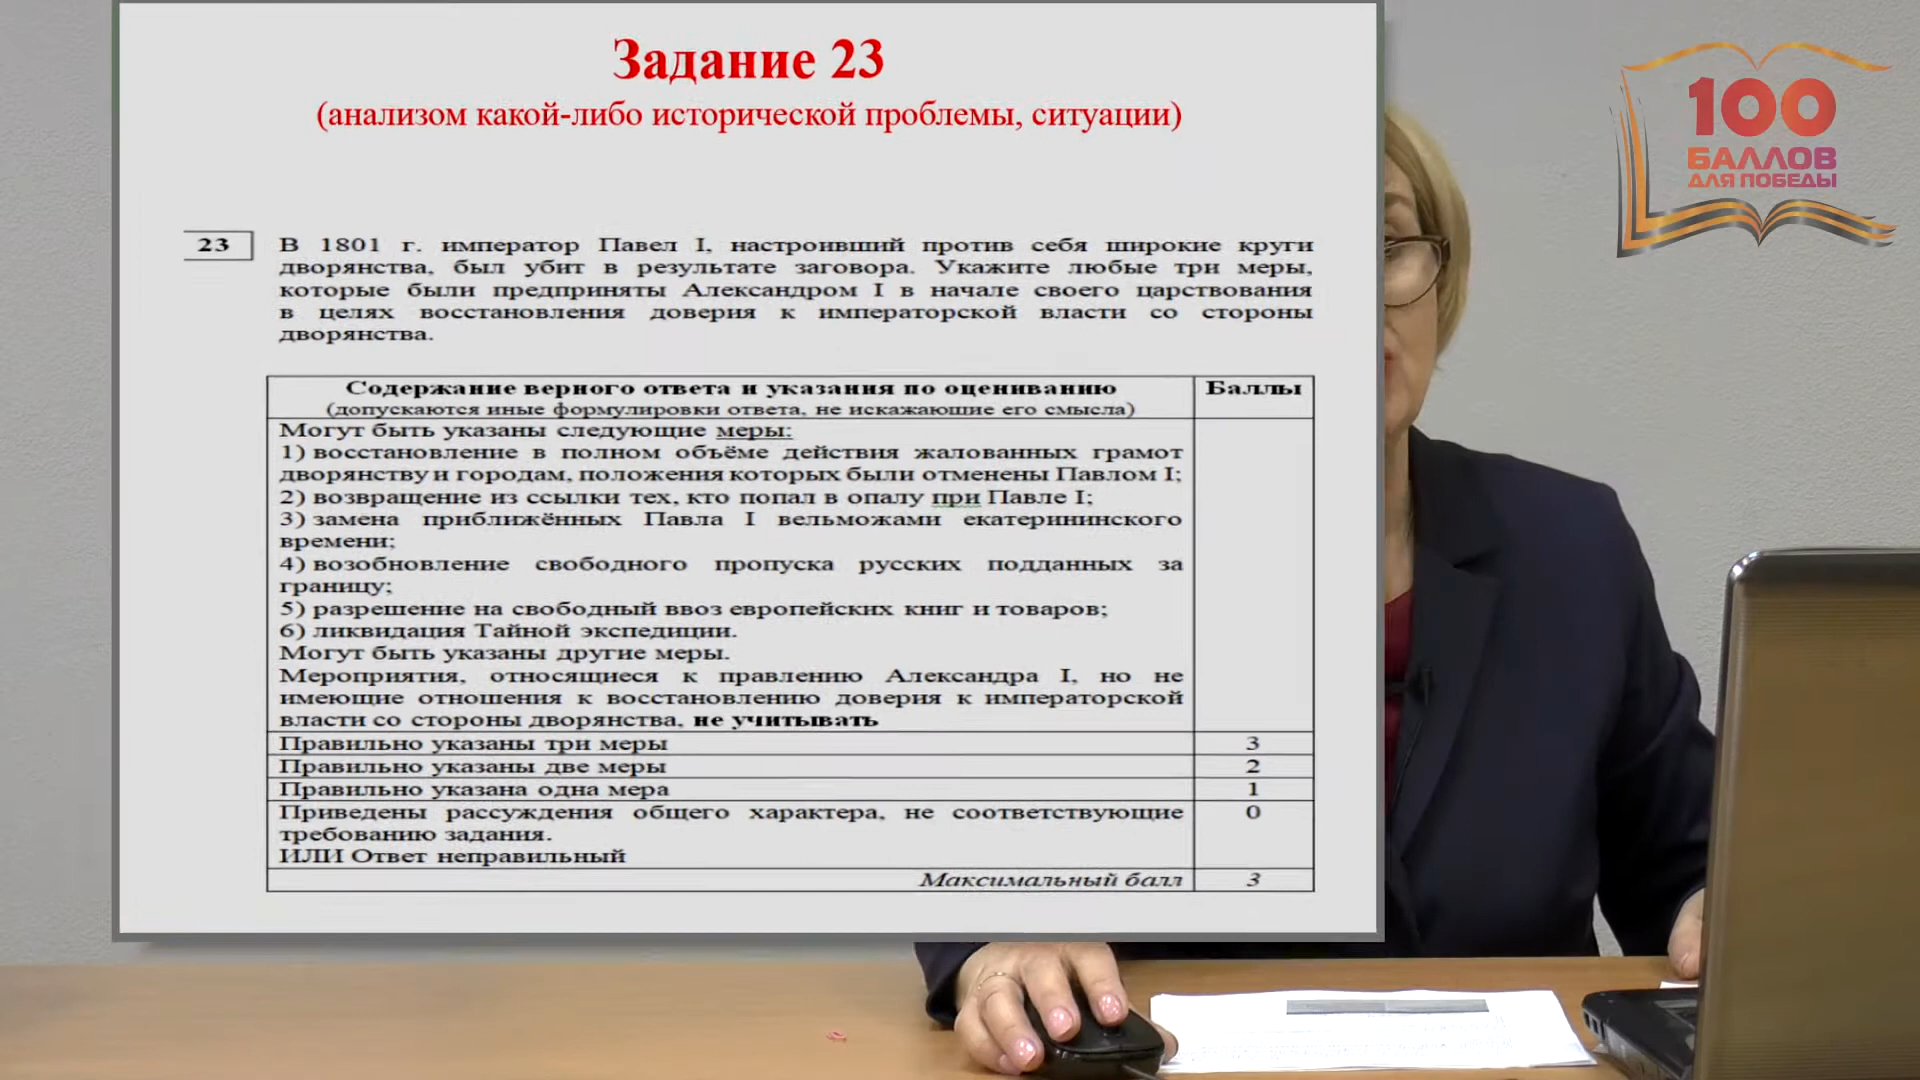 Задание 23
(анализом какой-либо исторической проблемы, ситуации)
100
БАЛЛОВ
ДЛЯ ПОБЕДЫ
23
В 1801 г. император Павел I, настроивший против себя широкие круги
дворянства, был убит в результате заговора. Укажите любые три меры,
которые были предприняты Александром I в начале своего царствования
в целях восстановления доверия к императорской власти со стороны
дворянства.
Содержание верного ответа и указания по оцениванию
(допускаются иные формулировки ответа, не искажающие его смысла)
Баллы
Могут быть указаны следующие меры:
1) восстановление в полном объёме действия жалованных грамот
дворянству и городам, положения которых были отменены Павлом I;
2) возвращение из ссылки тех, кто попал в опалу при Павле I;
3) замена приближённых Павла I вельможами екатерининского
времени;
4) возобновление свободного пропуска русских подданных за
границу;
5) разрешение на свободный ввоз европейских книг и товаров;
6) ликвидация Тайной экспедиции.
Могут быть указаны другие меры.
Мероприятия, относящиеся к правлению Александра I, но не
имеющие отношения к восстановлению доверия к императорской
власти со стороны дворянства, не учитывать
Правильно указаны три меры 3
Правильно указаны две меры 2
Правильно указана одна мера 1
Приведены рассуждения общего характера, не соответствующие 0
требованию задания.
ИЛИ Ответ неправильный
Максимальный балл 3